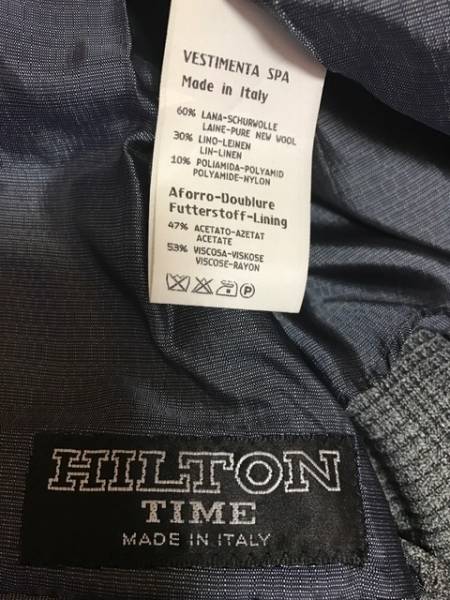 VESTIMENTA SPA
Made in Italy
60% LANA-SCHURWOLLE
LAINE-PURE NEW WOOL
30% LINO-LEINEN
LIN-LINEN
10% POLIAMIDA-POLYAMID
POLYAMIDE-NYLON
Aforro-Doublure
Futterstoff-Lining
47% ACETATO-AZETAT
ACETATE
53% VISCOSA-VISKOSE
VISCOSE-RAYON
P
HILTON
TIME
MADE IN ITALY